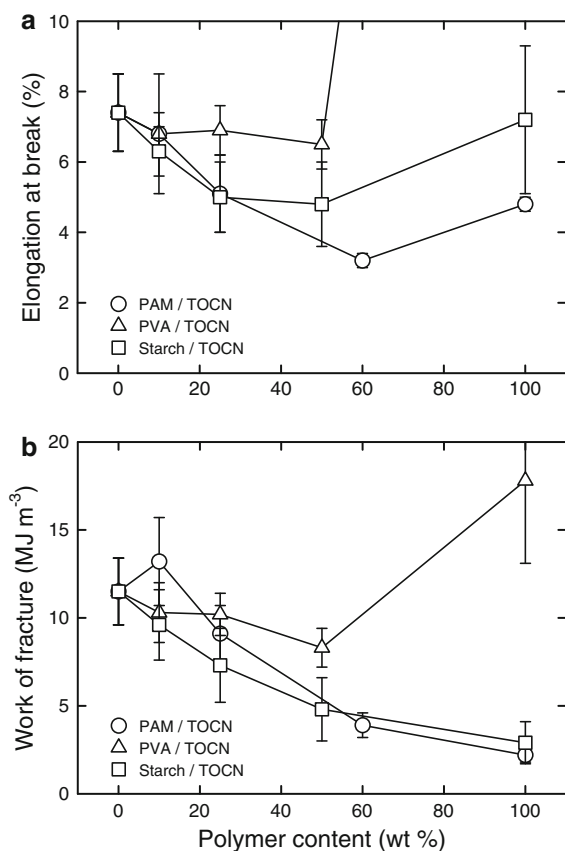 a
Elongation at break (%)
10
8
6
4
2
0
PAM / TOCN
PVA / TOCN
Starch / TOCN
0 20 40 60 80 100
b
Work of fracture (MJ m⁻³)
20
15
10
5
0
PAM / TOCN
PVA / TOCN
Starch / TOCN
0 20 40 60 80 100
Polymer content (wt %)